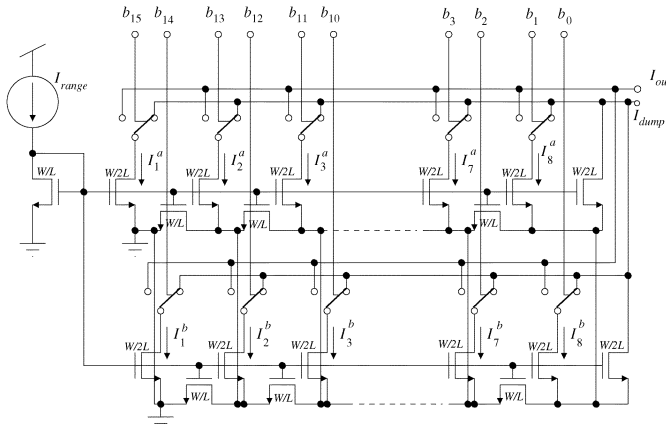 b15 b14 b13 b12 b11 b10 b3 b2 b1 b0
Irange
Iou
Idump
W/L W/2L I1a W/2L I2a W/2L I3a W/2L I7a W/2L I8a W/2L
W/L W/L W/L
W/2L I1b W/2L I2b W/2L I3b W/2L I7b W/2L I8b W/2L
W/L W/L W/L